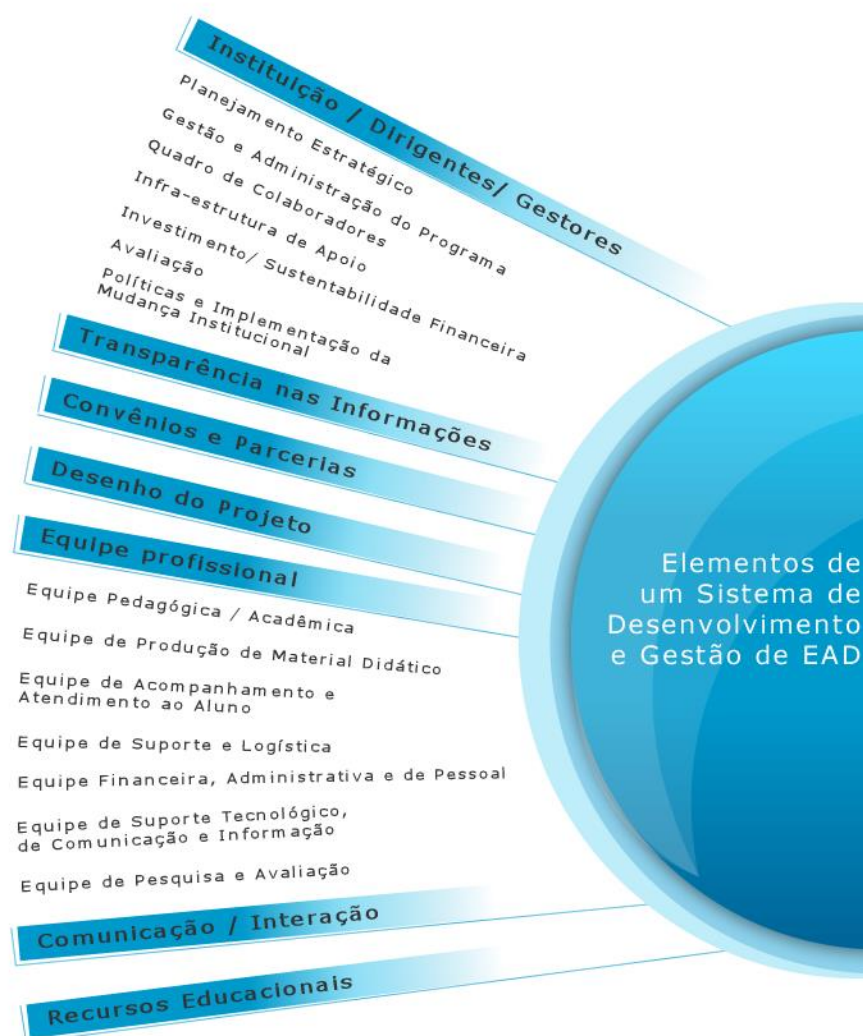 Instituição / Dirigentes/ Gestores
Planejamento Estratégico
Gestão e Administração do Programa
Quadro de Colaboradores
Infra-estrutura de Apoio
Investimento/ Sustentabilidade Financeira
Avaliação
Políticas e Implementação da
Mudança Institucional
Transparência nas Informações
Convênios e Parcerias
Desenho do Projeto
Equipe profissional
Equipe Pedagógica / Acadêmica
Equipe de Produção de Material Didático
Equipe de Acompanhamento e
Atendimento ao Aluno
Equipe de Suporte e Logística
Equipe Financeira, Administrativa e de Pessoal
Equipe de Suporte Tecnológico,
de Comunicação e Informação
Equipe de Pesquisa e Avaliação
Comunicação / Interação
Recursos Educacionais
Elementos de
um Sistema de
Desenvolvimento
e Gestão de EAD